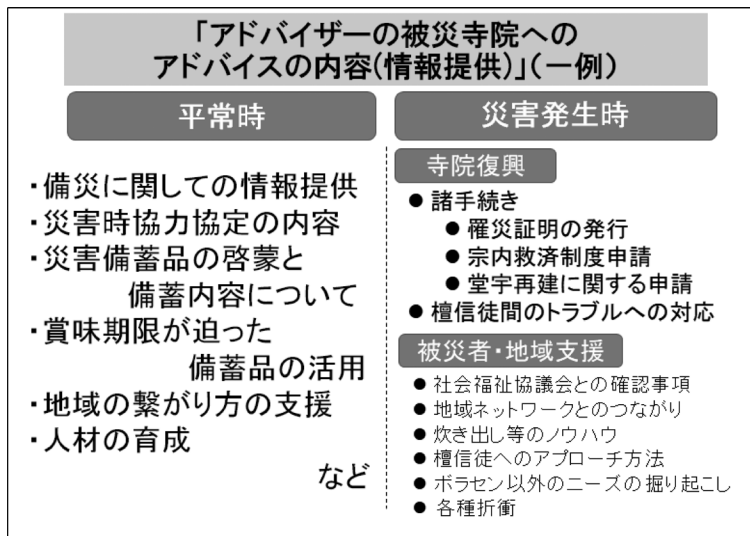 「アドバイザーの被災寺院への
アドバイスの内容(情報提供)」(一例)
平常時
・備災に関しての情報提供
・災害時協力協定の内容
・災害備蓄品の啓蒙と
備蓄内容について
・賞味期限が迫った
備蓄品の活用
・地域の繋がり方の支援
・人材の育成
など
災害発生時
寺院復興
● 諸手続き
● 罹災証明の発行
● 宗内救済制度申請
● 堂宇再建に関する申請
● 檀信徒間のトラブルへの対応
被災者・地域支援
● 社会福祉協議会との確認事項
● 地域ネットワークとのつながり
● 炊き出し等のノウハウ
● 檀信徒へのアプローチ方法
● ボラセン以外のニーズの掘り起こし
● 各種折衝